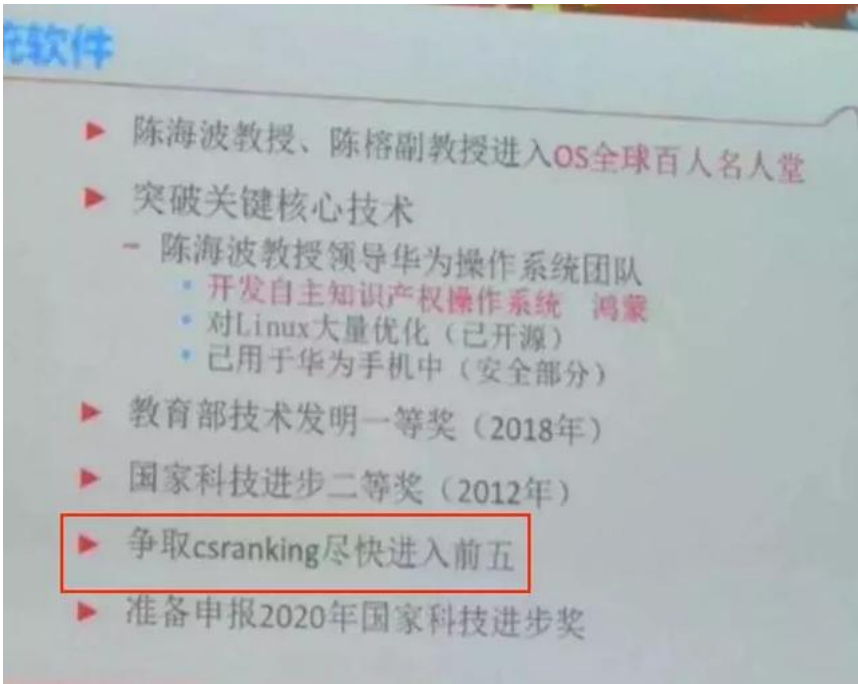 统软件
陈海波教授、陈榕副教授进入OS全球百人名人堂
突破关键核心技术
– 陈海波教授领导华为操作系统团队
开发自主知识产权操作系统 鸿蒙
对Linux大量优化（已开源）
已用于华为手机中（安全部分）
教育部技术发明一等奖（2018年）
国家科技进步二等奖（2012年）
争取csranking尽快进入前五
准备申报2020年国家科技进步奖